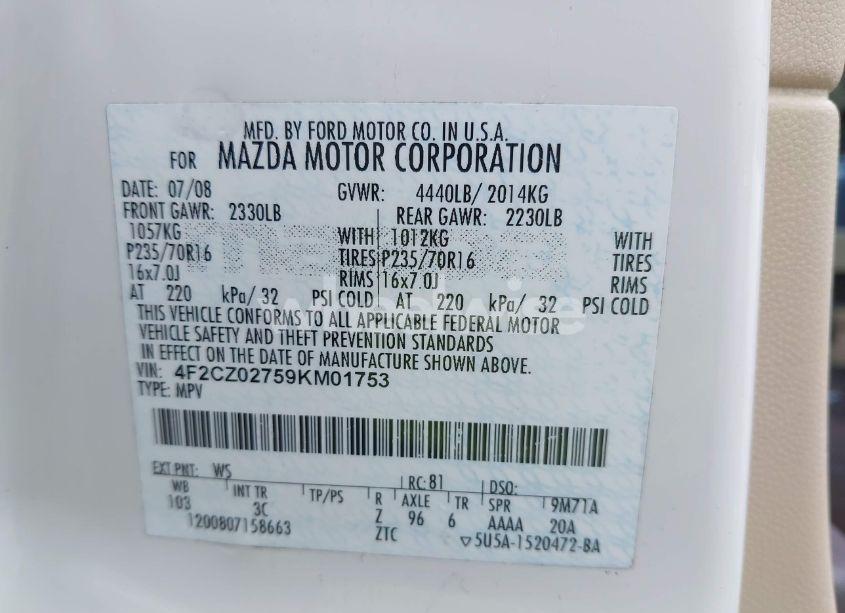 MFD. BY FORD MOTOR CO. IN U.S.A.
FOR MAZDA MOTOR CORPORATION
DATE: 07/08 GVWR: 4440LB/ 2014KG
FRONT GAWR: 2330LB REAR GAWR: 2230LB
1057KG WITH 1012KG WITH
P235/70R16 TIRES P235/70R16 TIRES
16x7.0J RIMS 16x7.0J RIMS
AT 220 kPa/ 32 PSI COLD AT 220 kPa/ 32 PSI COLD
THIS VEHICLE CONFORMS TO ALL APPLICABLE FEDERAL MOTOR
VEHICLE SAFETY AND THEFT PREVENTION STANDARDS
IN EFFECT ON THE DATE OF MANUFACTURE SHOWN ABOVE.
VIN: 4F2CZ02759KM01753
TYPE: MPV
EXT PNT: WS RC: 81 DSO:
WB INT TR TP/PS R AXLE TR SPR 9M71A
103 3C Z 96 6 AAAA 20A
1200807158663 ZTC ▽5U5A-1520472-BA